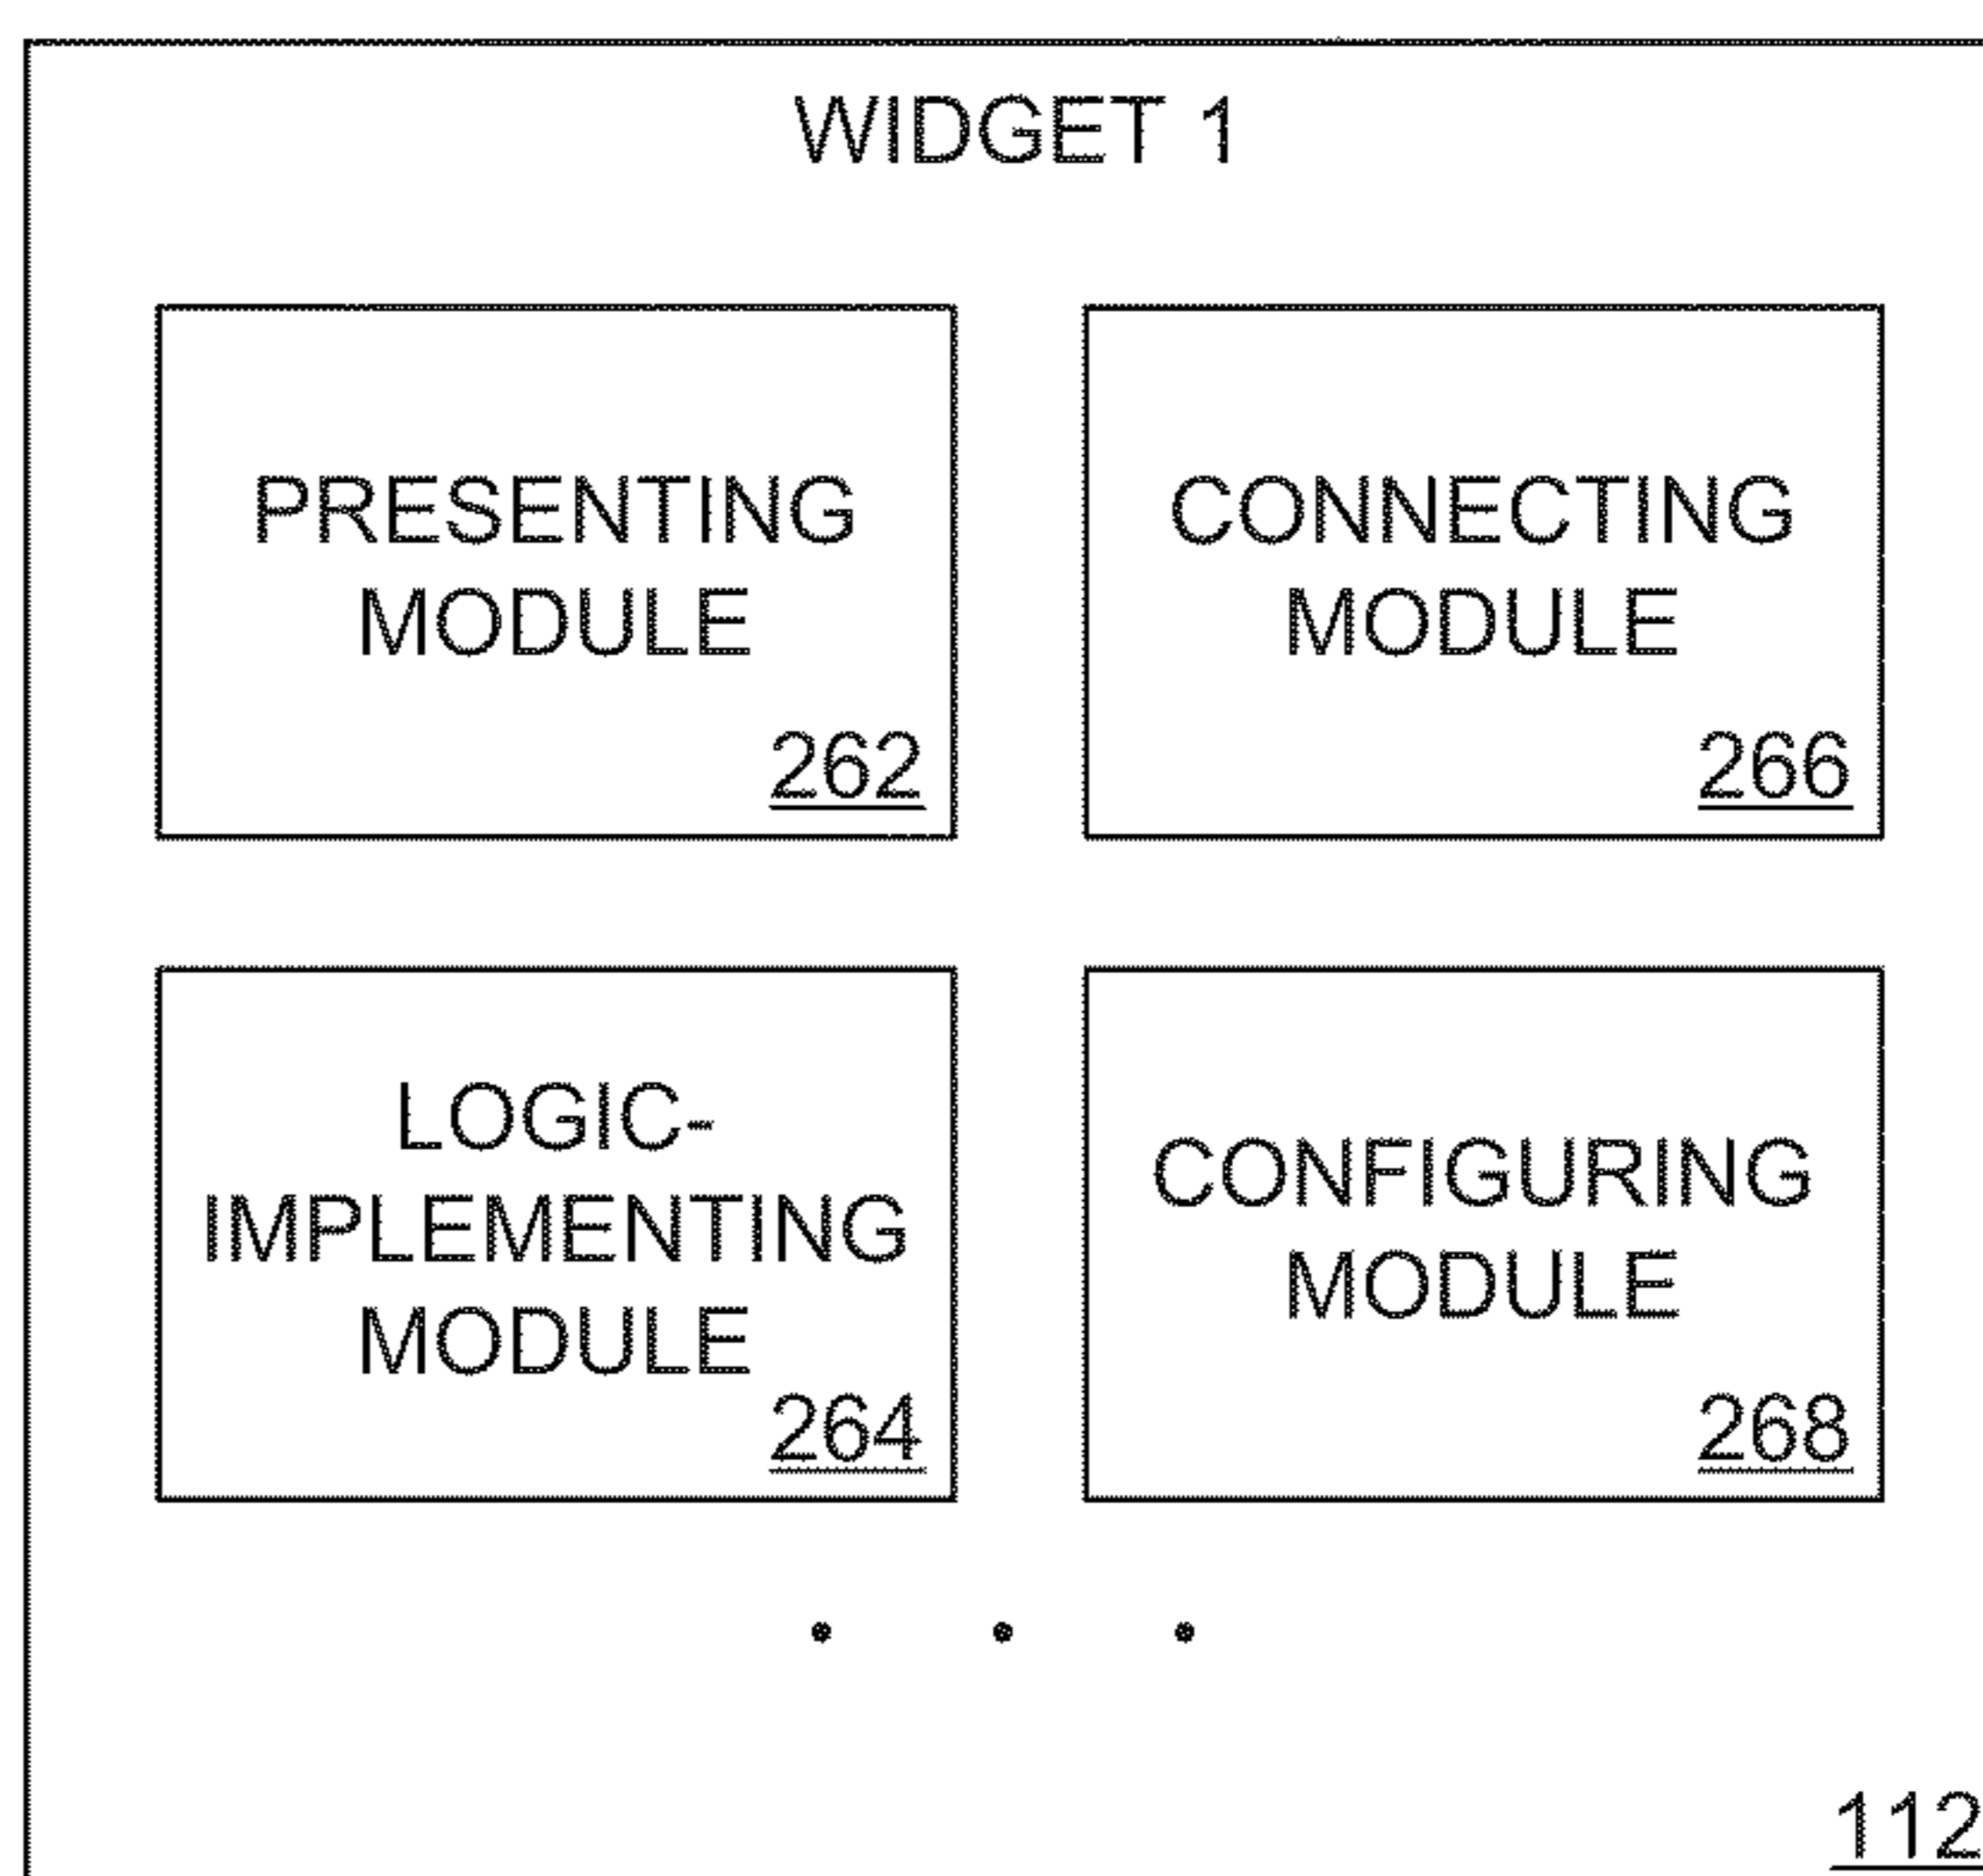 WIDGET 1
PRESENTING
MODULE
262
CONNECTING
MODULE
266
LOGIC-
IMPLEMENTING
MODULE
264
CONFIGURING
MODULE
268
112